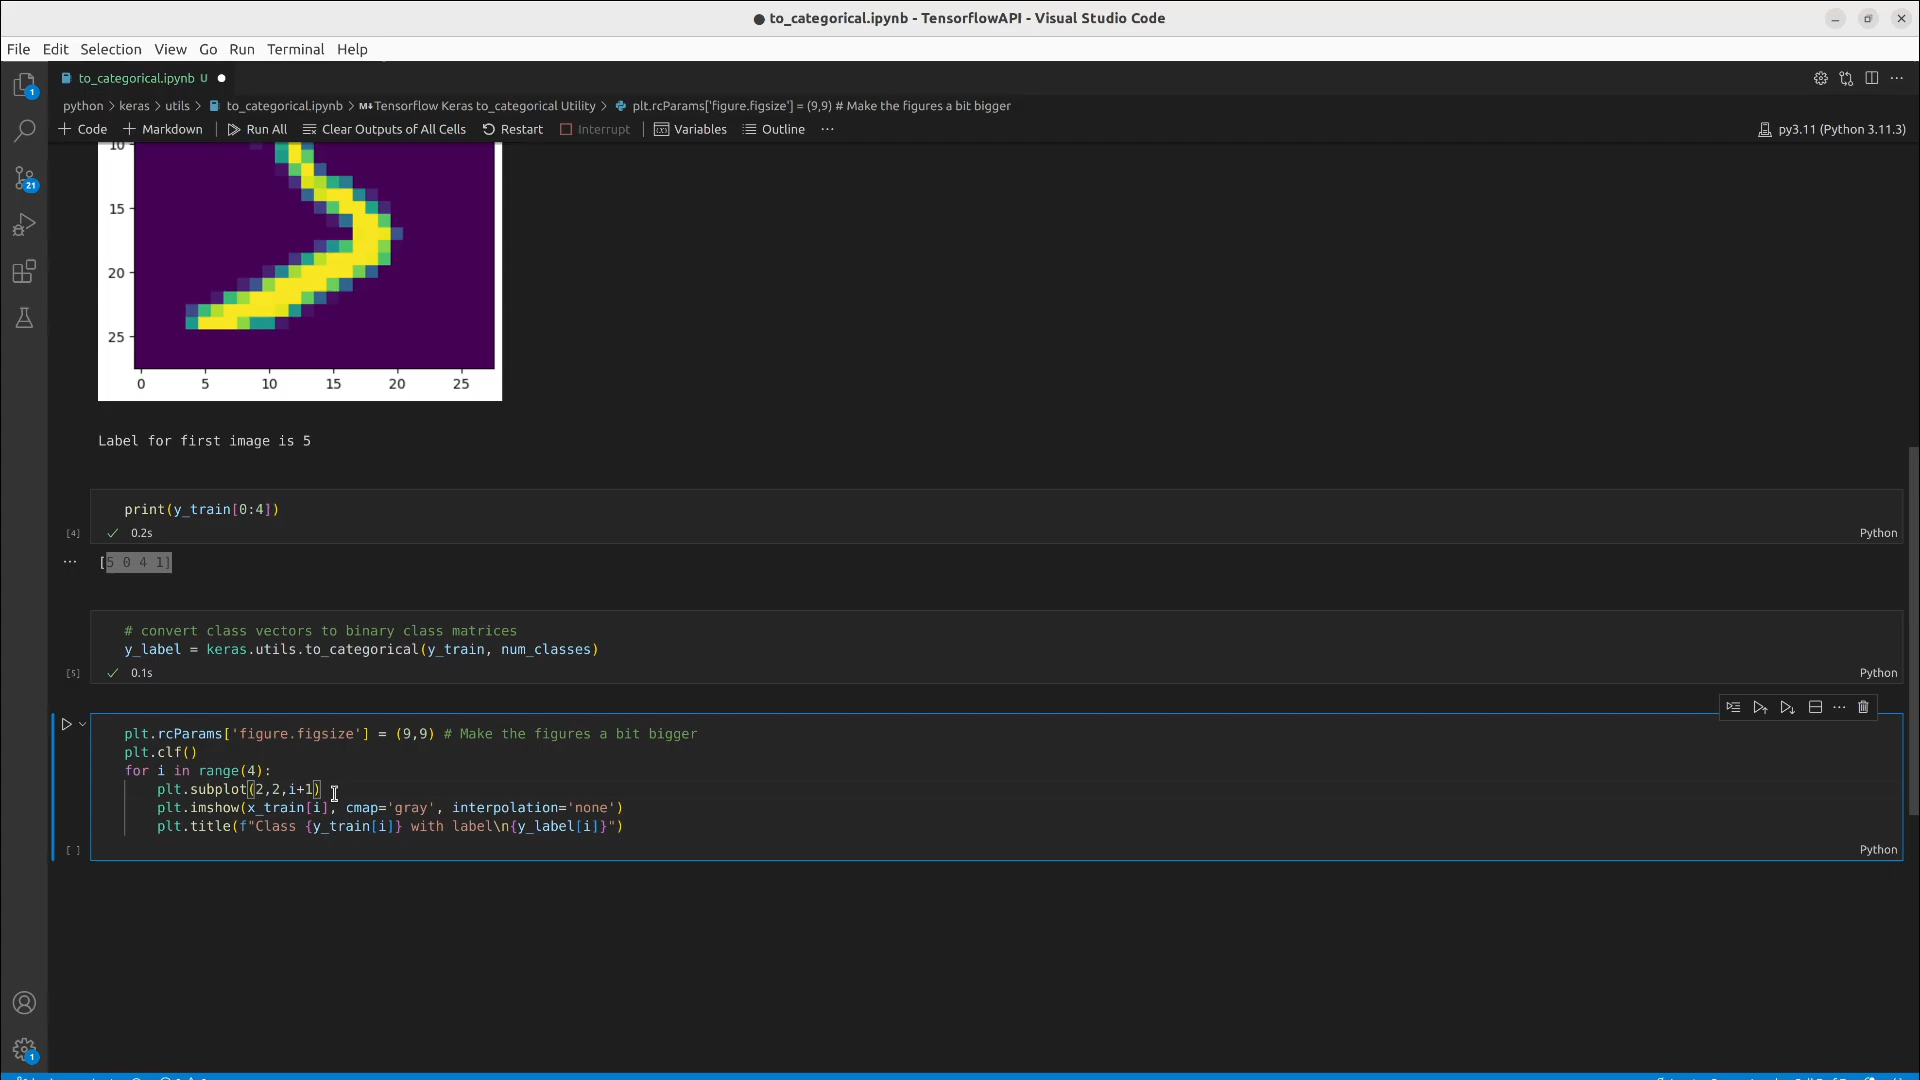 ● to_categorical.ipynb - TensorflowAPI - Visual Studio Code
File Edit Selection View Go Run Terminal Help
1
to_categorical.ipynb U ●
python > keras > utils > to_categorical.ipynb > M↓Tensorflow Keras to_categorical Utility > plt.rcParams['figure.figsize'] = (9,9) # Make the figures a bit bigger
+ Code + Markdown Run All Clear Outputs of All Cells Restart Interrupt Variables Outline ··· py3.11 (Python 3.11.3)
10
21
15
20
25
0 5 10 15 20 25
Label for first image is 5
print(y_train[0:4])
[4] ✓ 0.2s Python
··· [5 0 4 1]
# convert class vectors to binary class matrices
y_label = keras.utils.to_categorical(y_train, num_classes)
[5] ✓ 0.1s Python
plt.rcParams['figure.figsize'] = (9,9) # Make the figures a bit bigger
plt.clf()
for i in range(4):
    plt.subplot(2,2,i+1)
    plt.imshow(x_train[i], cmap='gray', interpolation='none')
    plt.title(f"Class {y_train[i]} with label\n{y_label[i]}")
[ ] Python
1